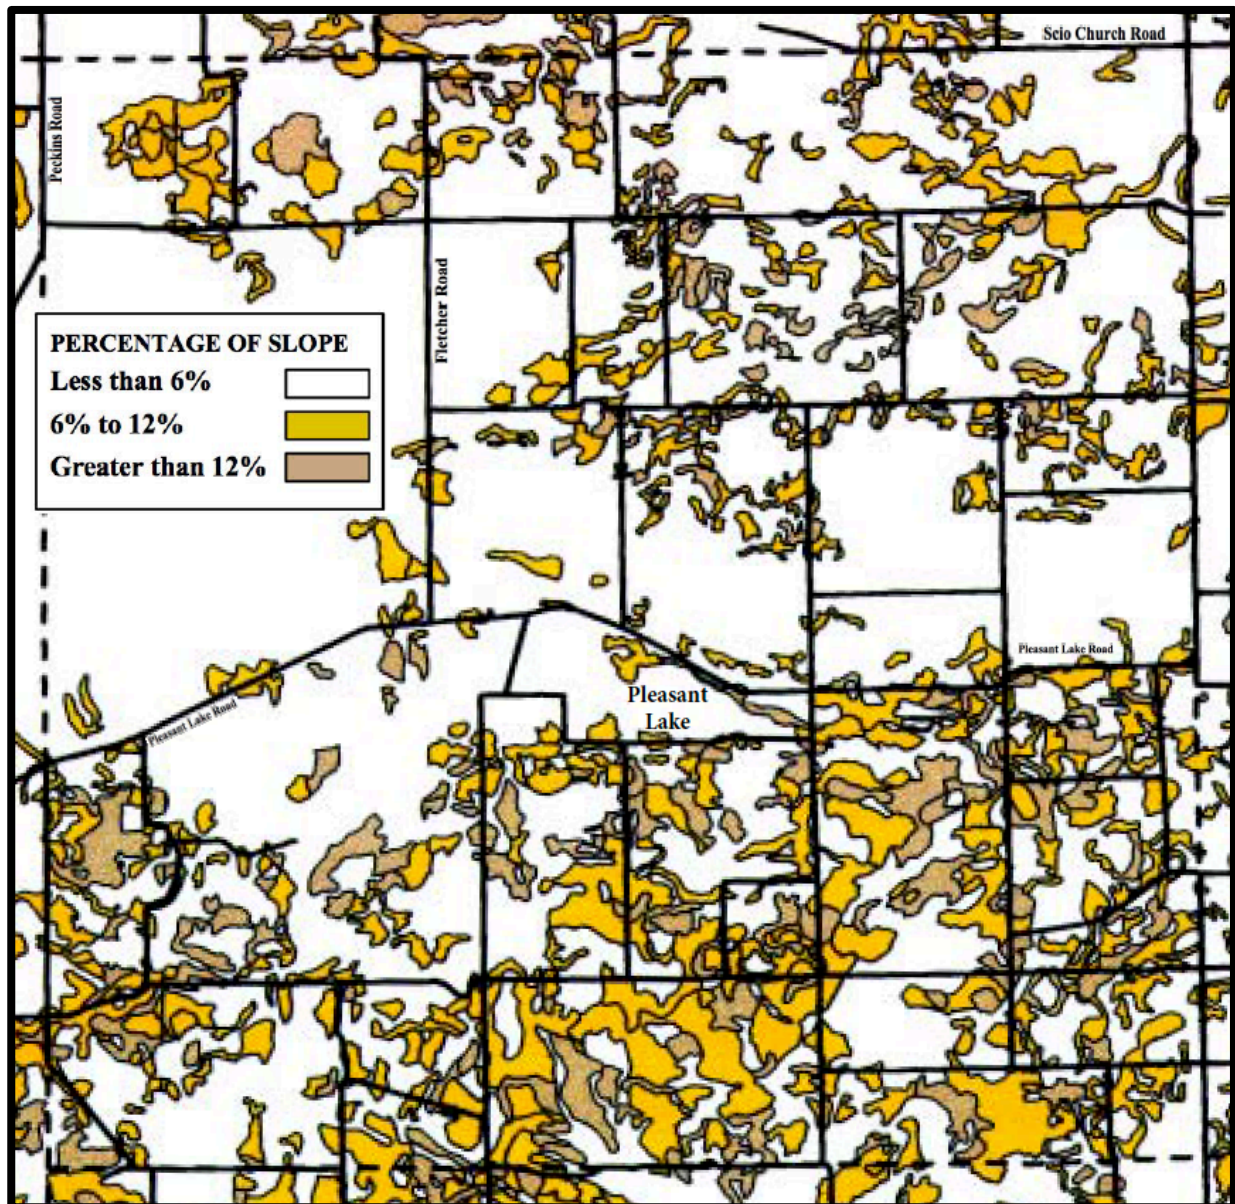 Scio Church Road
Peckins Road
Fletcher Road
PERCENTAGE OF SLOPE
Less than 6%
6% to 12%
Greater than 12%
Pleasant Lake Road
Pleasant
Lake
Pleasant Lake Road